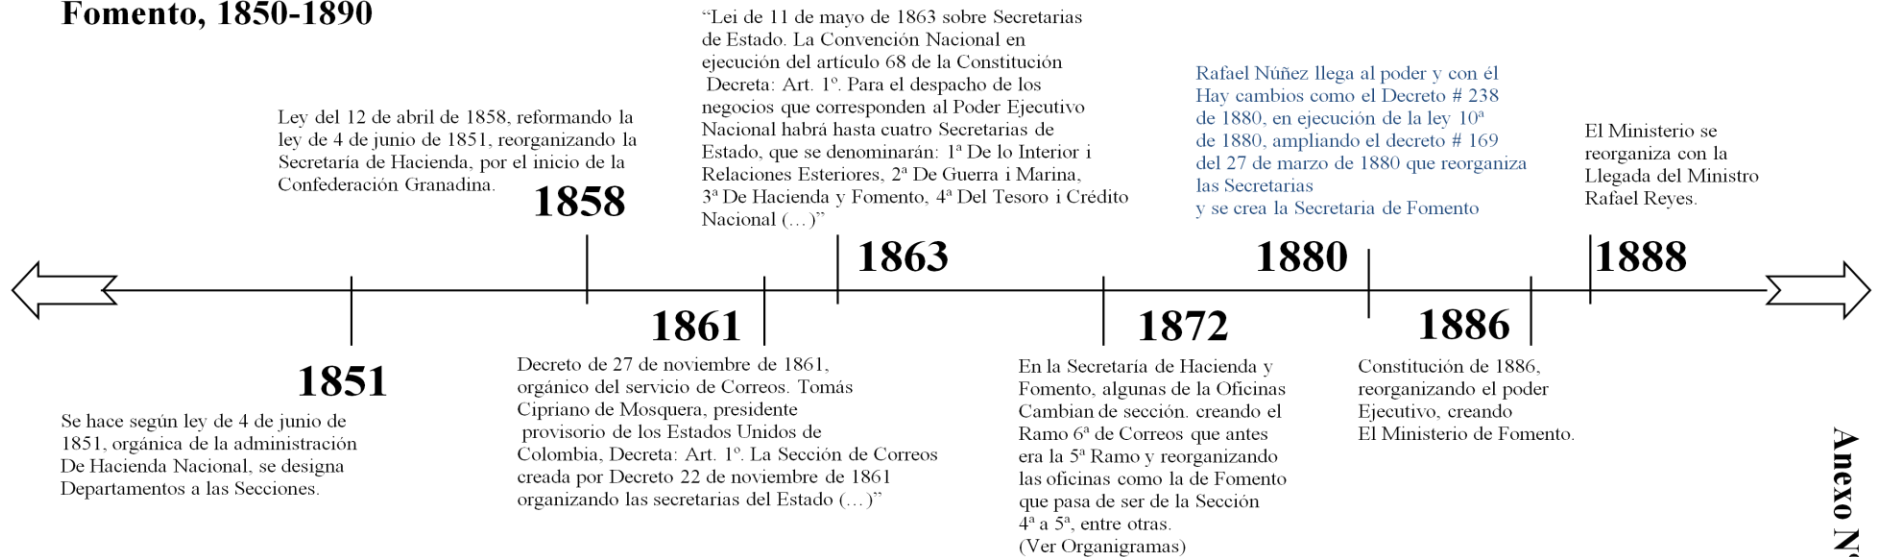 Fomento, 1850-1890
Ley del 12 de abril de 1858, reformando la
ley de 4 de junio de 1851, reorganizando la
Secretaría de Hacienda, por el inicio de la
Confederación Granadina.
1858
“Lei de 11 de mayo de 1863 sobre Secretarias
de Estado. La Convención Nacional en
ejecución del artículo 68 de la Constitución
Decreta: Art. 1º. Para el despacho de los
negocios que corresponden al Poder Ejecutivo
Nacional habrá hasta cuatro Secretarias de
Estado, que se denominarán: 1ª De lo Interior i
Relaciones Esteriores, 2ª De Guerra i Marina,
3ª De Hacienda y Fomento, 4ª Del Tesoro i Crédito
Nacional (…)”
1863
Rafael Núñez llega al poder y con él
Hay cambios como el Decreto # 238
de 1880, en ejecución de la ley 10ª
de 1880, ampliando el decreto # 169
del 27 de marzo de 1880 que reorganiza
las Secretarias
y se crea la Secretaria de Fomento
1880
El Ministerio se
reorganiza con la
Llegada del Ministro
Rafael Reyes.
1888
1851
Se hace según ley de 4 de junio de
1851, orgánica de la administración
De Hacienda Nacional, se designa
Departamentos a las Secciones.
1861
Decreto de 27 de noviembre de 1861,
orgánico del servicio de Correos. Tomás
Cipriano de Mosquera, presidente
provisorio de los Estados Unidos de
Colombia, Decreta: Art. 1º. La Sección de Correos
creada por Decreto 22 de noviembre de 1861
organizando las secretarias del Estado (…)”
1872
En la Secretaría de Hacienda y
Fomento, algunas de la Oficinas
Cambian de sección. creando el
Ramo 6ª de Correos que antes
era la 5ª Ramo y reorganizando
las oficinas como la de Fomento
que pasa de ser de la Sección
4ª a 5ª, entre otras.
(Ver Organigramas)
1886
Constitución de 1886,
reorganizando el poder
Ejecutivo, creando
El Ministerio de Fomento.
Anexo Nº